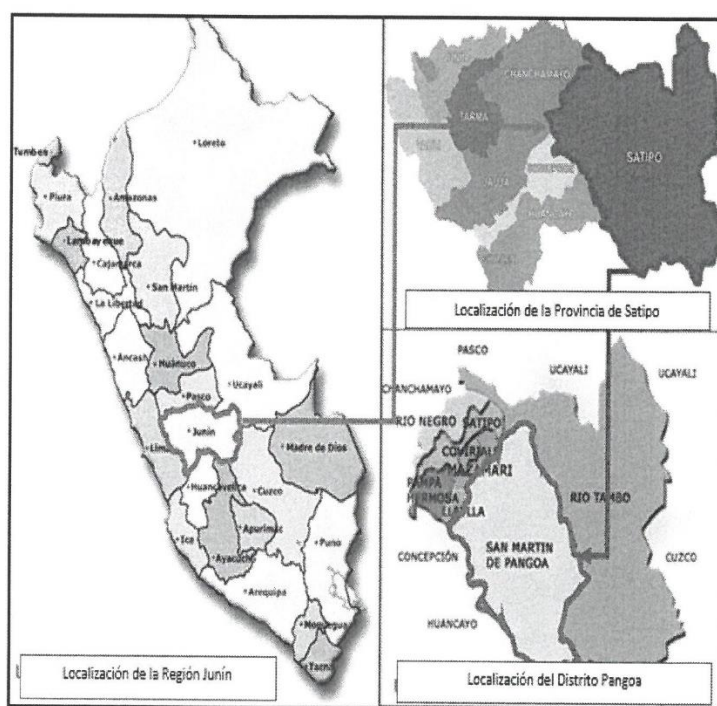 Tumbes
Loreto
Piura
Amazonas
Lambayeque
Cajamarca
San Martín
La Libertad
Ancash
Huánuco
Ucayali
Pasco
Junín
Lima
Madre de Dios
Huancavelica
Cuzco
Ica
Apurimac
Ayacucho
Puno
Arequipa
Moquegua
Tacna
Localización de la Región Junín
CHANCHAMAYO
TARMA
SATIPO
JAUJA
Localización de la Provincia de Satipo
PASCO
UCAYALI
UCAYALI
CHANCHAMAYO
RIO NEGRO
SATIPO
MAZAMARI
PAMPA
HERMOSA
LLAYLLA
RIO TAMBO
SAN MARTIN
DE PANGOA
CONCEPCIÓN
CUZCO
HUANCAYO
Localización del Distrito Pangoa